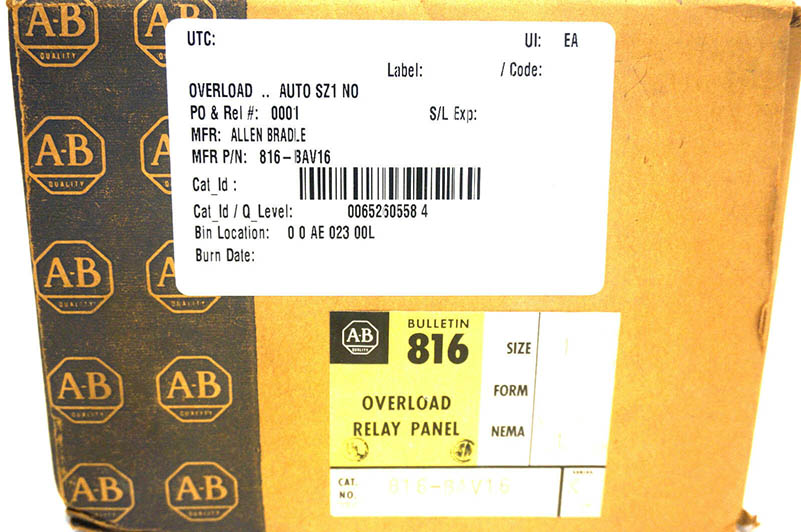 A-B
QUALITY
A-B
UTC: UI: EA
Label: / Code:
OVERLOAD .. AUTO SZ1 NO
PO & Rel #: 0001 S/L Exp:
MFR: ALLEN BRADLE
MFR P/N: 816-BAV16
Cat_Id :
Cat_Id / Q_Level: 0065260558 4
Bin Location: 0 0 AE 023 00L
Burn Date:
A-B
QUALITY
A-B
QUALITY
A-B
QUALITY
A-B
QUALITY
A-B
QUALITY
A-B
A-B
A-B
QUALITY
BULLETIN
816
OVERLOAD
RELAY PANEL
SIZE
FORM
NEMA
CAT.
NO.
SERIES